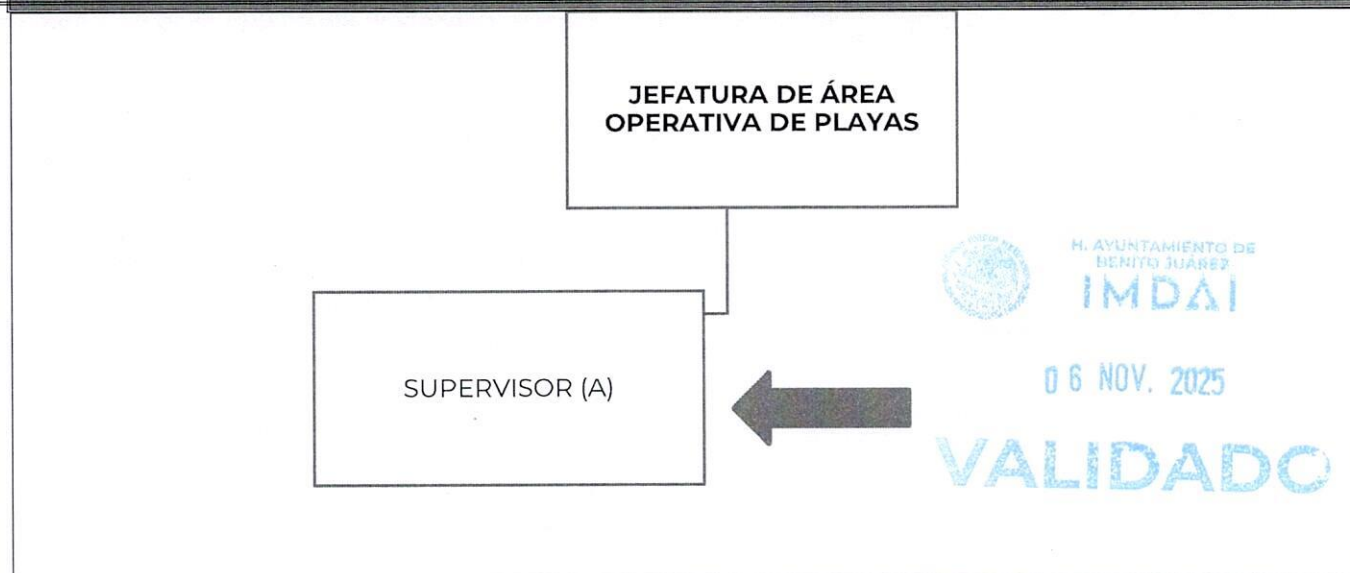 JEFATURA DE ÁREA
OPERATIVA DE PLAYAS
SUPERVISOR (A)
H. AYUNTAMIENTO DE
BENITO JUÁREZ
IMDAI
06 NOV. 2025
VALIDADO